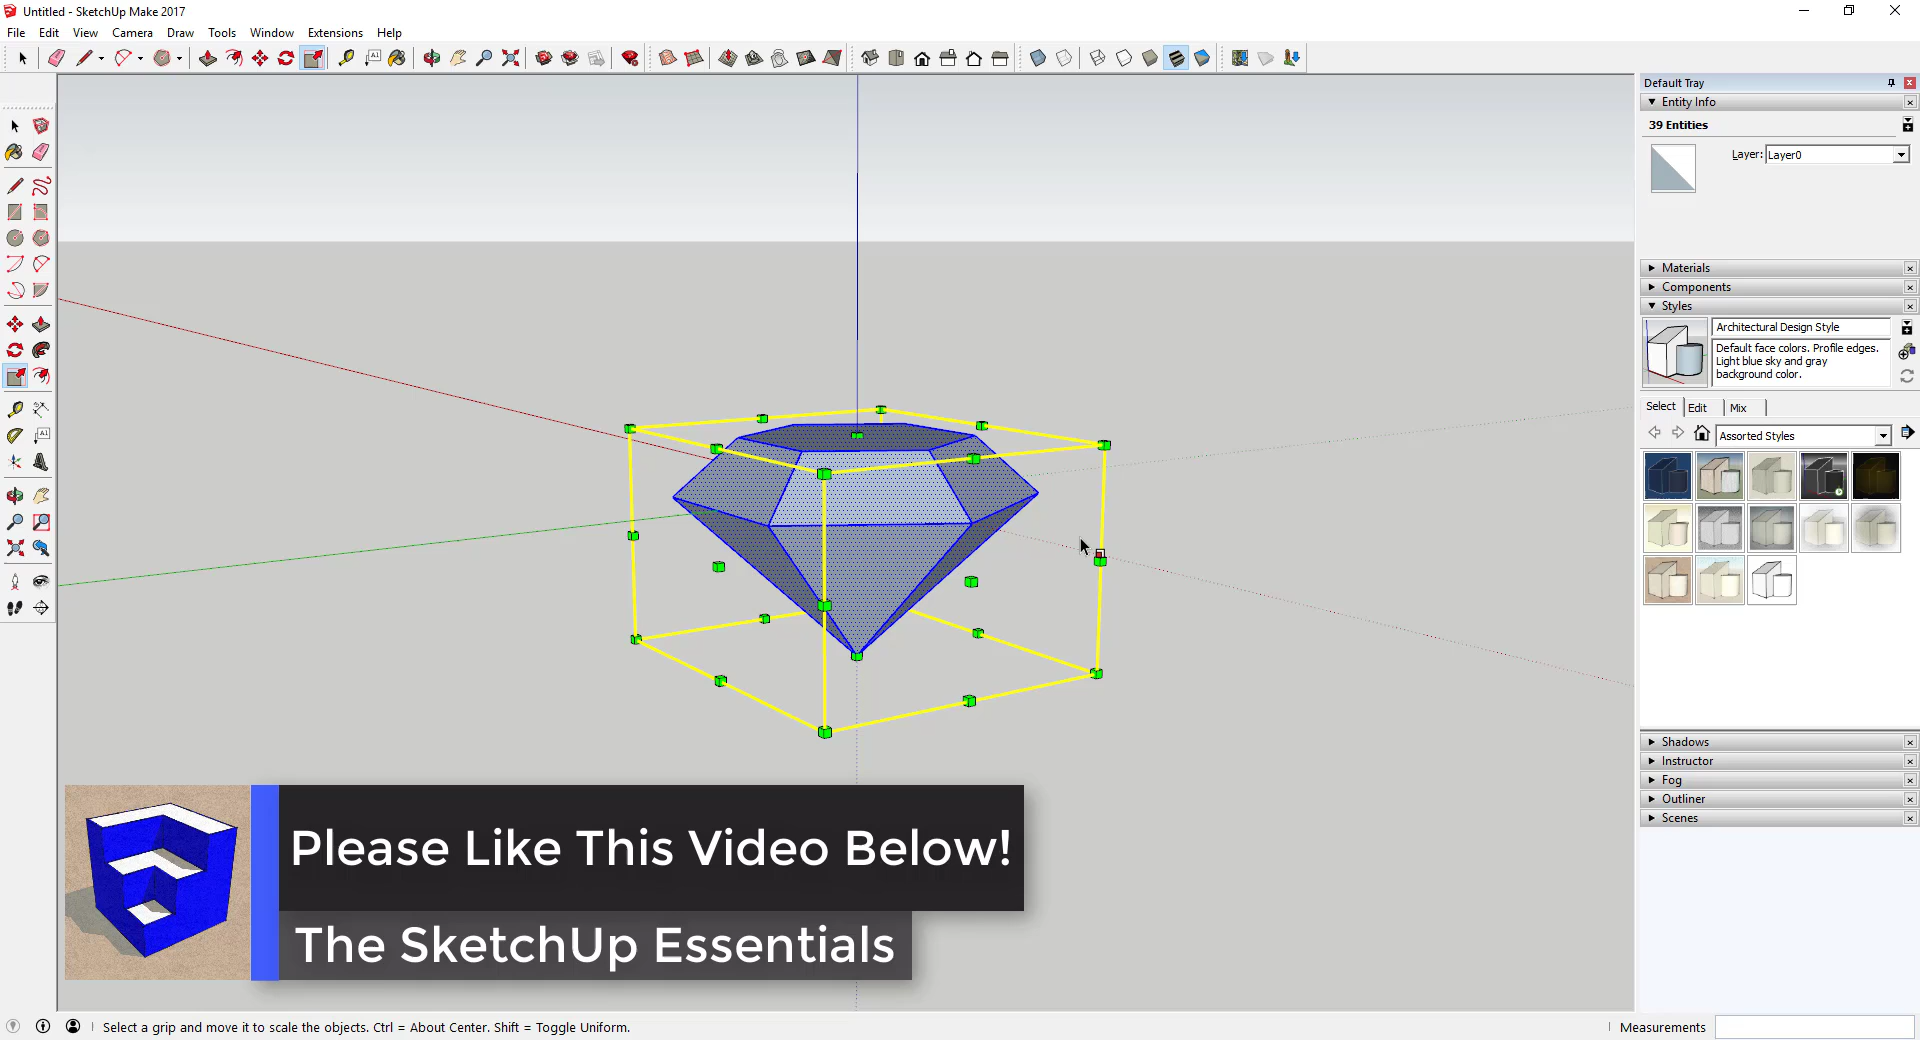 Untitled - SketchUp Make 2017
File Edit View Camera Draw Tools Window Extensions Help
Default Tray
Entity Info
39 Entities
Layer: Layer0
Materials
Components
Styles
Architectural Design Style
Default face colors. Profile edges.
Light blue sky and gray
background color.
Select Edit Mix
Assorted Styles
Shadows
Instructor
Fog
Outliner
Scenes
Please Like This Video Below!
The SketchUp Essentials
Select a grip and move it to scale the objects. Ctrl = About Center. Shift = Toggle Uniform.
Measurements